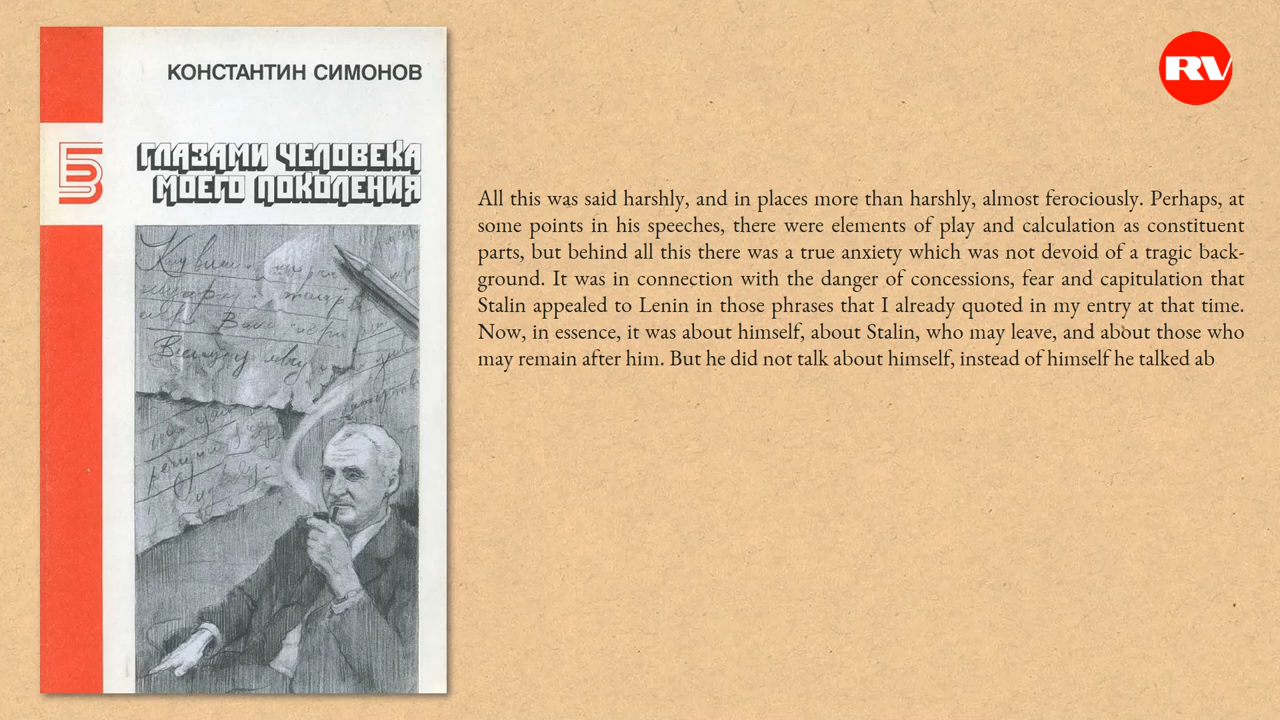 КОНСТАНТИН СИМОНОВ
Б
ГЛАЗАМИ ЧЕЛОВЕКА
МОЕГО ПОКОЛЕНИЯ
RV
All this was said harshly, and in places more than harshly, almost ferociously. Perhaps, at
some points in his speeches, there were elements of play and calculation as constituent
parts, but behind all this there was a true anxiety which was not devoid of a tragic back-
ground. It was in connection with the danger of concessions, fear and capitulation that
Stalin appealed to Lenin in those phrases that I already quoted in my entry at that time.
Now, in essence, it was about himself, about Stalin, who may leave, and about those who
may remain after him. But he did not talk about himself, instead of himself he talked ab